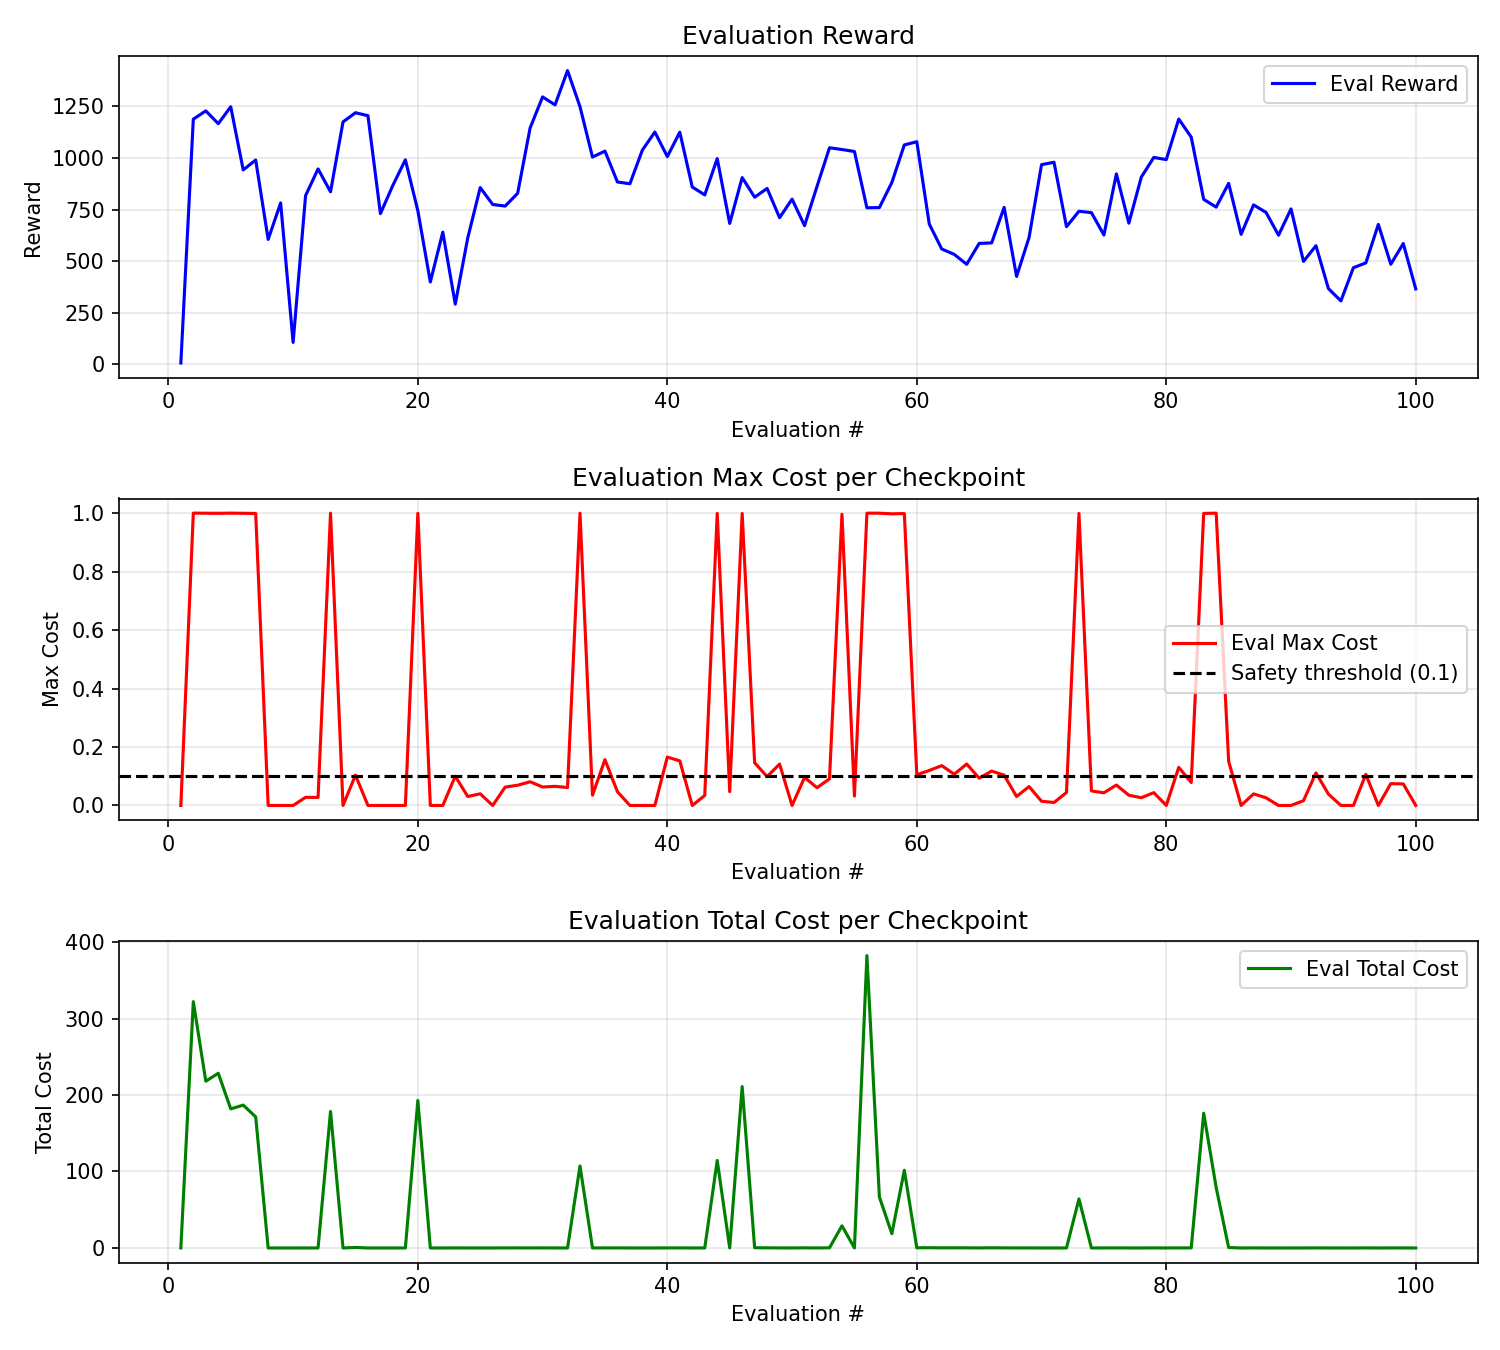 Evaluation Reward
Eval Reward
1250
1000
750
500
250
0
Reward
0 20 40 60 80 100
Evaluation #
Evaluation Max Cost per Checkpoint
1.0
0.8
0.6
0.4
0.2
0.0
Max Cost
Eval Max Cost
Safety threshold (0.1)
0 20 40 60 80 100
Evaluation #
Evaluation Total Cost per Checkpoint
Eval Total Cost
400
300
200
100
0
Total Cost
0 20 40 60 80 100
Evaluation #